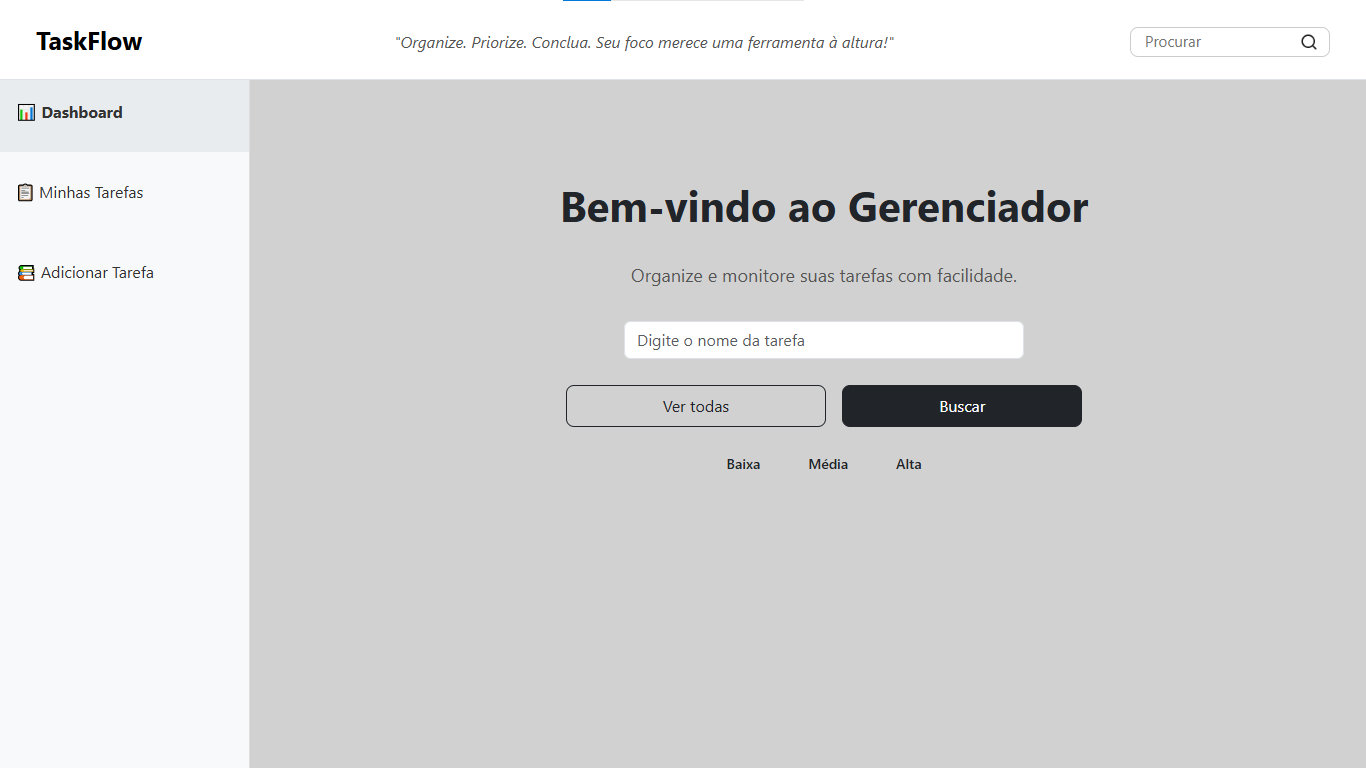 TaskFlow
"Organize. Priorize. Conclua. Seu foco merece uma ferramenta à altura!"
Procurar
Dashboard
Minhas Tarefas
Adicionar Tarefa
Bem-vindo ao Gerenciador
Organize e monitore suas tarefas com facilidade.
Digite o nome da tarefa
Ver todas
Buscar
Baixa Média Alta